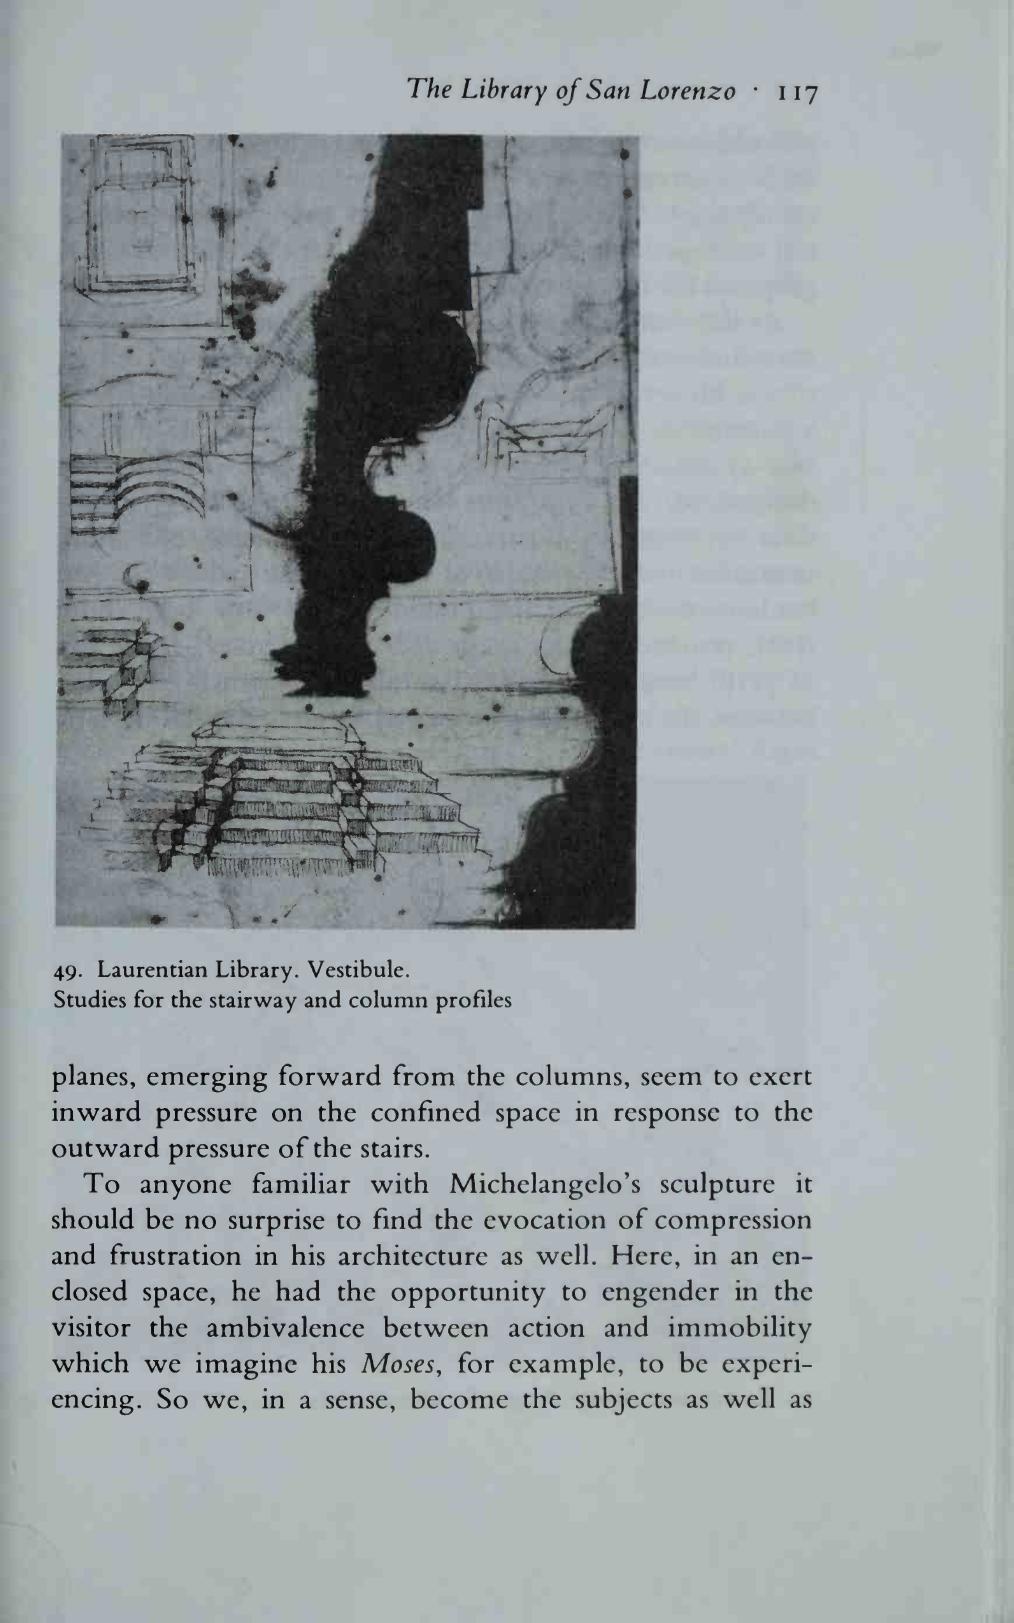 The Library of San Lorenzo · 117
49. Laurentian Library. Vestibule.
Studies for the stairway and column profiles
planes, emerging forward from the columns, seem to exert
inward pressure on the confined space in response to the
outward pressure of the stairs.
To anyone familiar with Michelangelo's sculpture it
should be no surprise to find the evocation of compression
and frustration in his architecture as well. Here, in an en-
closed space, he had the opportunity to engender in the
visitor the ambivalence between action and immobility
which we imagine his Moses, for example, to be experi-
encing. So we, in a sense, become the subjects as well as